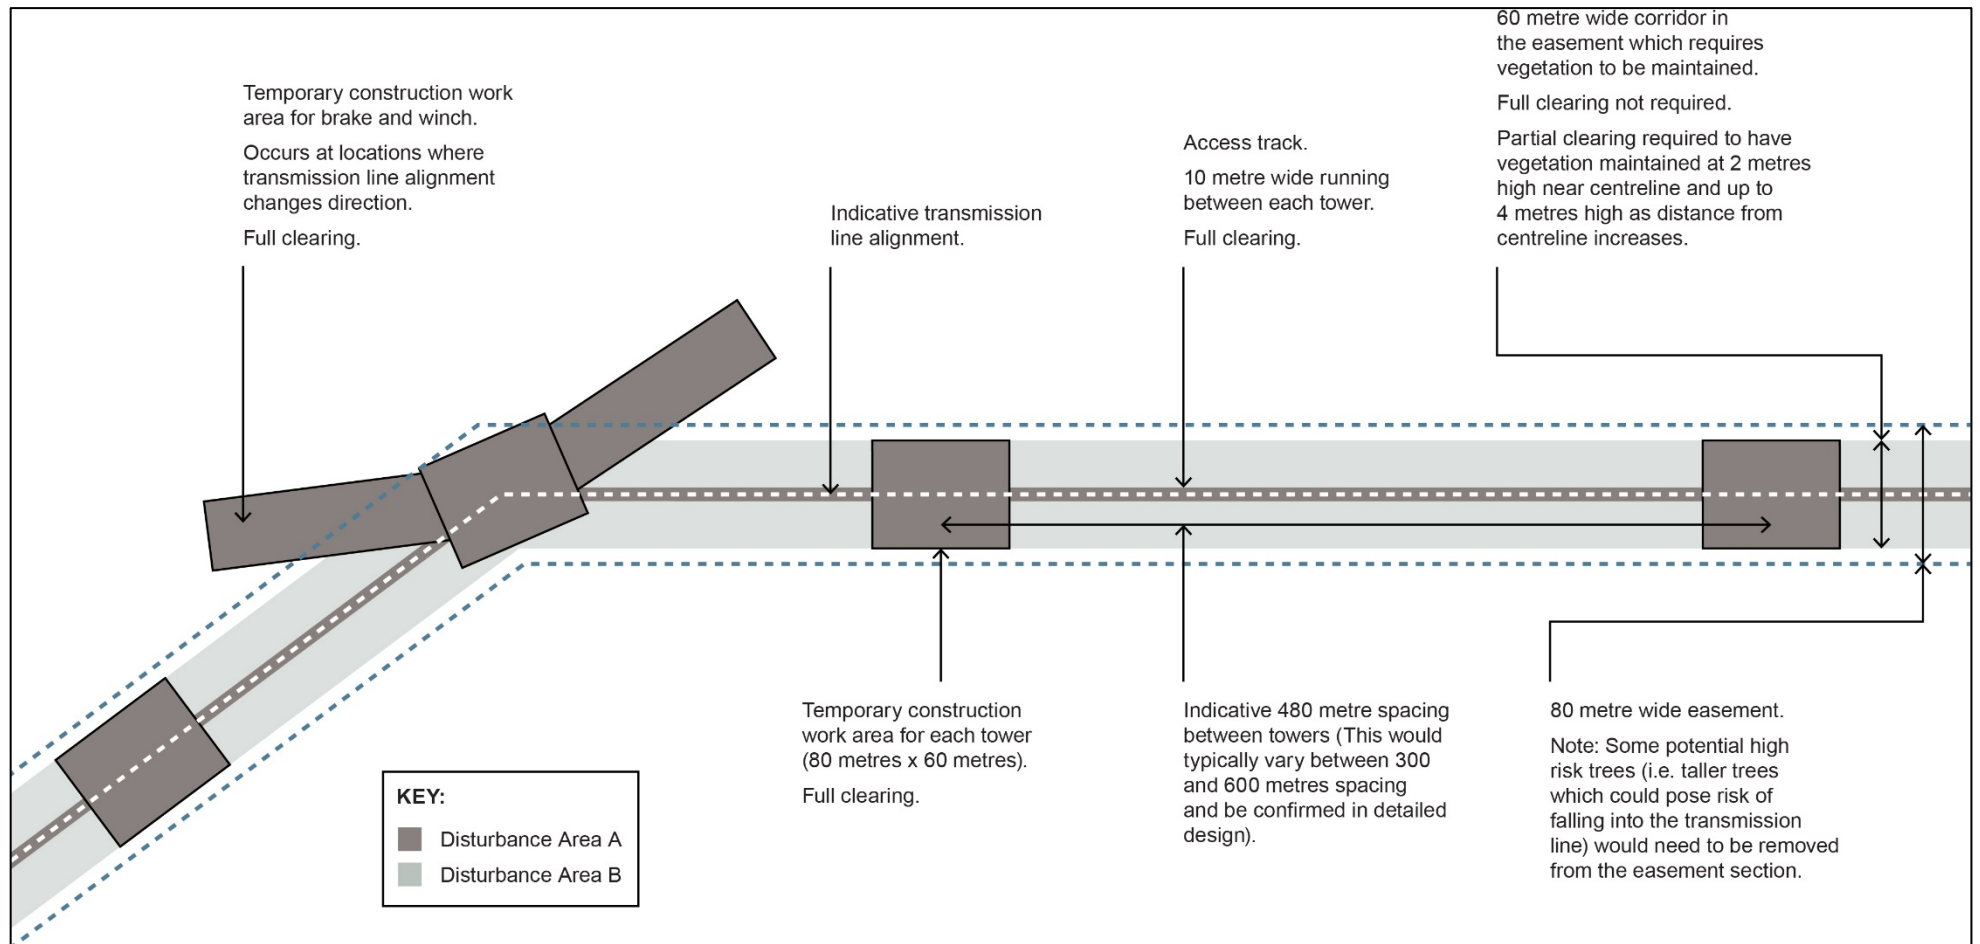 Temporary construction work
area for brake and winch.
Occurs at locations where
transmission line alignment
changes direction.
Full clearing.
Indicative transmission
line alignment.
Access track.
10 metre wide running
between each tower.
Full clearing.
60 metre wide corridor in
the easement which requires
vegetation to be maintained.
Full clearing not required.
Partial clearing required to have
vegetation maintained at 2 metres
high near centreline and up to
4 metres high as distance from
centreline increases.
Temporary construction
work area for each tower
(80 metres x 60 metres).
Full clearing.
Indicative 480 metre spacing
between towers (This would
typically vary between 300
and 600 metres spacing
and be confirmed in detailed
design).
80 metre wide easement.
Note: Some potential high
risk trees (i.e. taller trees
which could pose risk of
falling into the transmission
line) would need to be removed
from the easement section.
KEY:
Disturbance Area A
Disturbance Area B